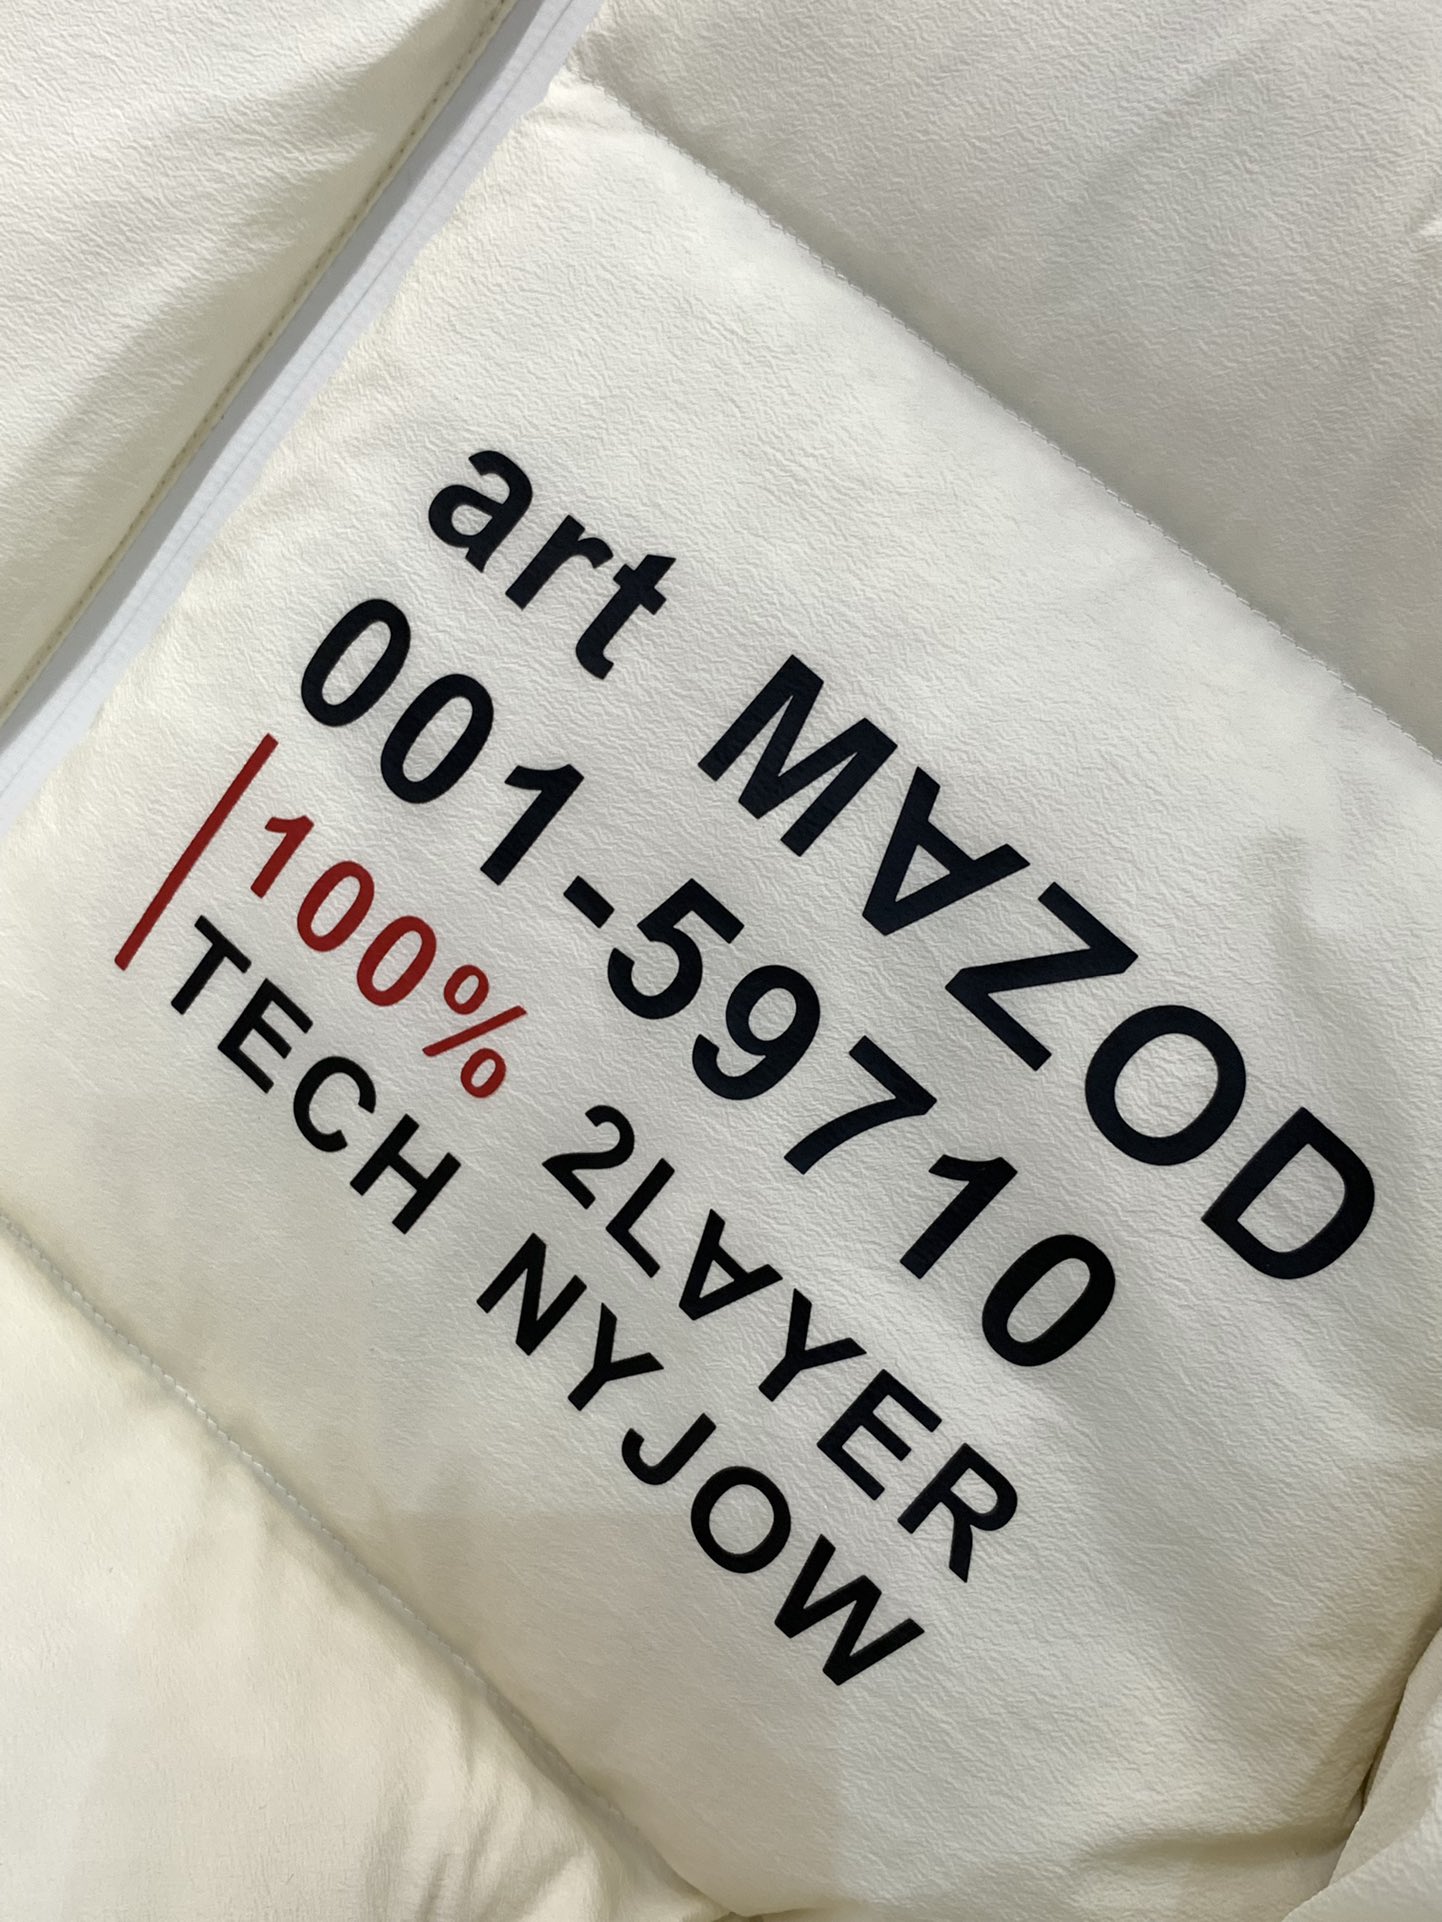 art MAZOD
001-59710
100% 2LAYER
TECH NYJOW